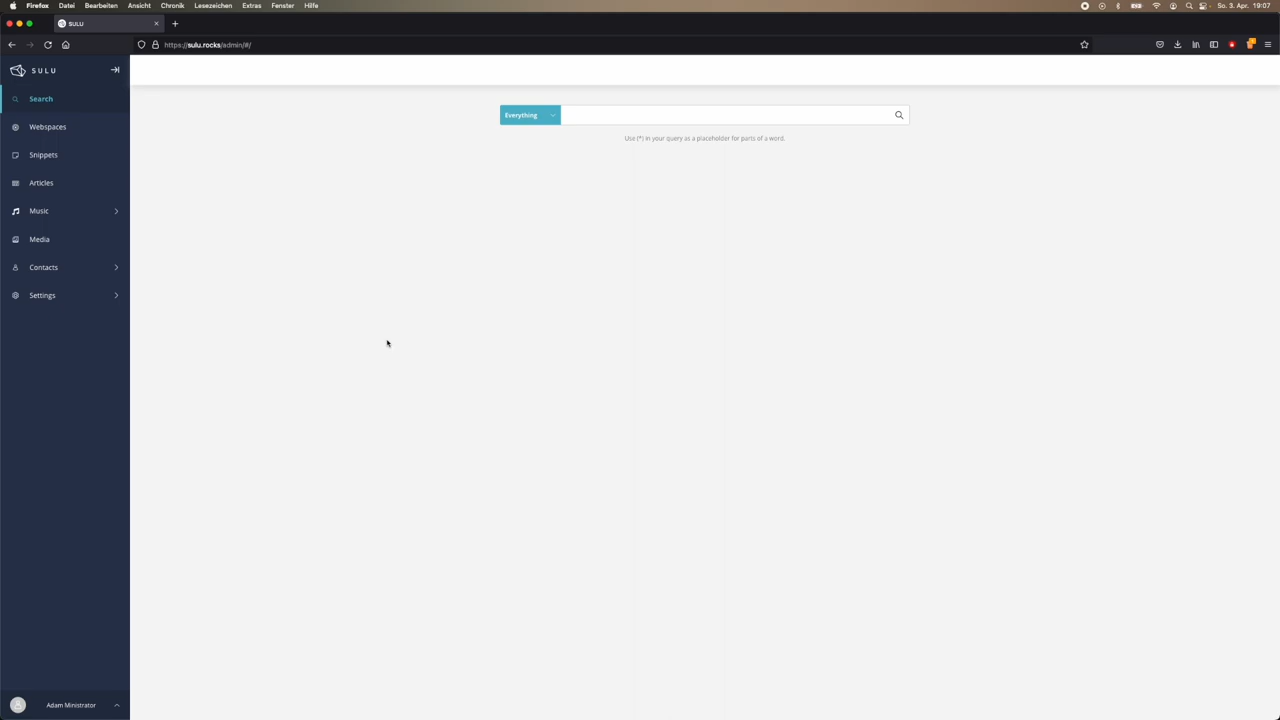 Firefox Datei Bearbeiten Ansicht Chronik Lesezeichen Extras Fenster Hilfe So. 3. Apr. 19:07
SULU
https://sulu.rocks/admin/#/
SULU
Search
Everything
Use (*) in your query as a placeholder for parts of a word.
Webspaces
Snippets
Articles
Music
Media
Contacts
Settings
Adam Ministrator